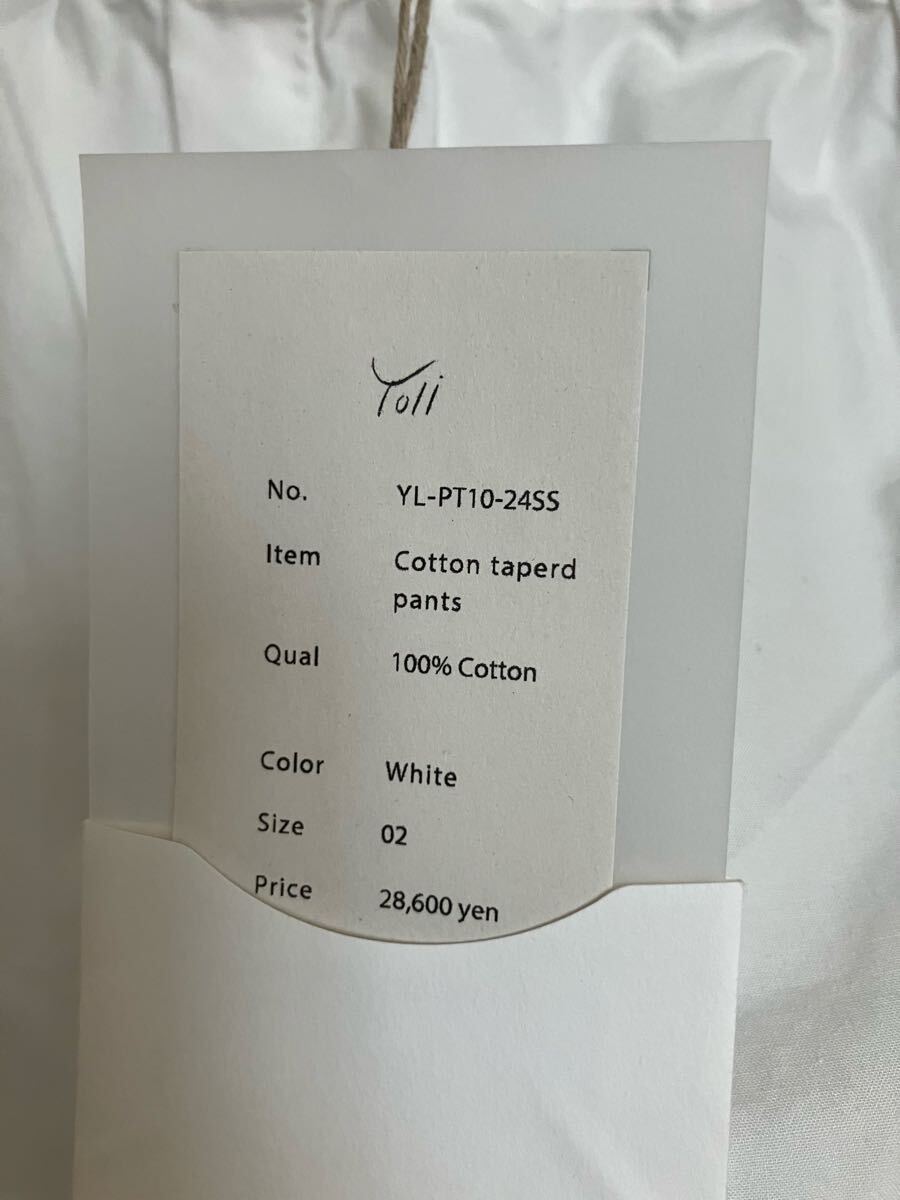 Yoli
No. YL-PT10-24SS
Item Cotton taperd
pants
Qual 100% Cotton
Color White
Size 02
Price 28,600 yen